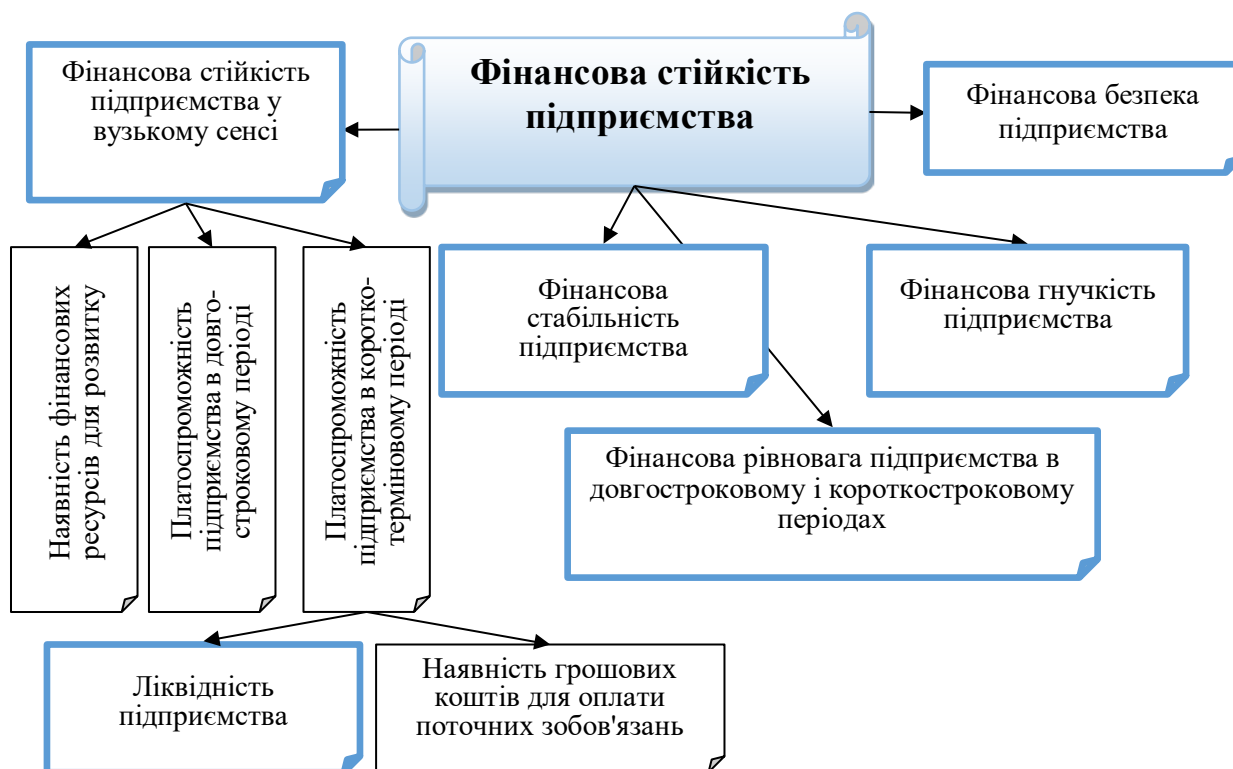 Фінансова стійкість
підприємства
Фінансова стійкість
підприємства у
вузькому сенсі
Фінансова безпека
підприємства
Наявність фінансових
ресурсів для розвитку
Платоспроможність
підприємства в довго-
строковому періоді
Платоспроможність
підприємства в коротко-
терміновому періоді
Фінансова
стабільність
підприємства
Фінансова гнучкість
підприємства
Фінансова рівновага підприємства в
довгостроковому і короткостроковому
періодах
Ліквідність
підприємства
Наявність грошових
коштів для оплати
поточних зобов'язань